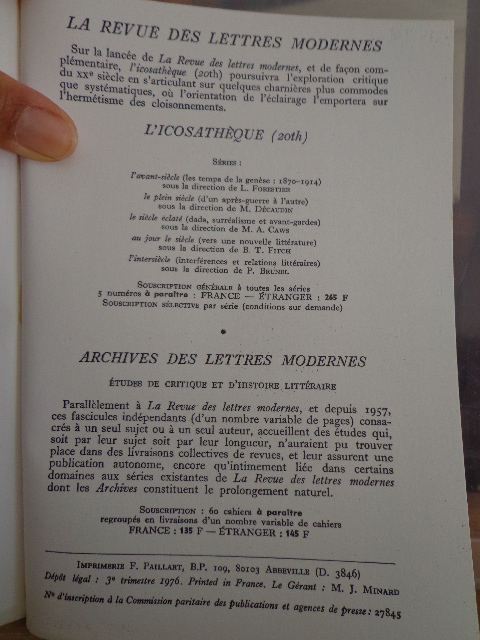 LA REVUE DES LETTRES MODERNES
Sur la lancée de La Revue des lettres modernes, et de façon com-
plémentaire, l'icosathèque (20th) poursuivra l'exploration critique
du XXe siècle en s'articulant sur quelques charnières plus commodes
que systématiques, où l'orientation de l'éclairage l'emportera sur
l'hermétisme des cloisonnements.
L'ICOSATHÈQUE (20th)
SÉRIES :
l'avant-siècle (les temps de la genèse : 1870-1914)
sous la direction de L. FORESTIER
le plein siècle (d'un après-guerre à l'autre)
sous la direction de M. DÉCAUDIN
le siècle éclaté (dada, surréalisme et avant-gardes)
sous la direction de M. A. CAWS
au jour le siècle (vers une nouvelle littérature)
sous la direction de B. T. FITCH
l'intersiècle (interférences et relations littéraires)
sous la direction de P. BRUNEL
SOUSCRIPTION GÉNÉRALE à toutes les séries
5 numéros à paraître : FRANCE — ÉTRANGER : 265 F
SOUSCRIPTION SÉLECTIVE par série (conditions sur demande)
*
ARCHIVES DES LETTRES MODERNES
ÉTUDES DE CRITIQUE ET D'HISTOIRE LITTÉRAIRE
Parallèlement à La Revue des lettres modernes, et depuis 1957,
ces fascicules indépendants (d'un nombre variable de pages) consa-
crés à un seul sujet ou à un seul auteur, accueillent des études qui,
soit par leur sujet soit par leur longueur, n'auraient pu trouver
place dans des livraisons collectives de revues, et leur assurent une
publication autonome, encore qu'intimement liée dans certains
domaines aux séries existantes de La Revue des lettres modernes
dont les Archives constituent le prolongement naturel.
SOUSCRIPTION : 60 cahiers à paraître
regroupés en livraisons d'un nombre variable de cahiers
FRANCE : 135 F — ÉTRANGER : 145 F
IMPRIMERIE F. PAILLART, B.P. 109, 80103 ABBEVILLE (D. 3846)
Dépôt légal : 3e trimestre 1976. Printed in France. Le Gérant : M. J. MINARD
No d'inscription à la Commission paritaire des publications et agences de presse : 27845